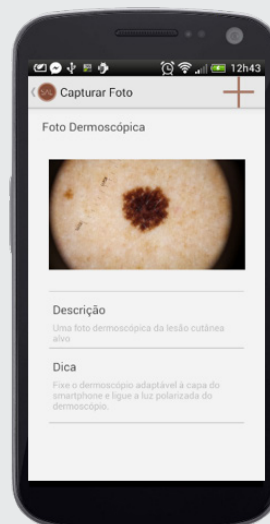 12h43
Capturar Foto
Foto Dermoscópica
Descrição
Uma foto dermoscópica da lesão cutânea
alvo
Dica
Fixe o dermoscópio adaptável à capa do
smartphone e ligue a luz polarizada do
dermoscópio.